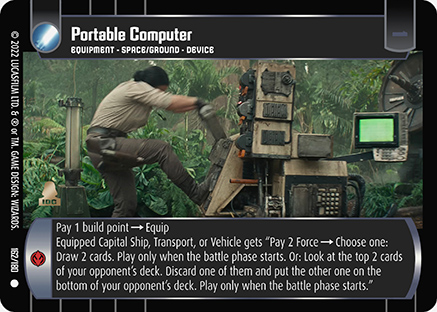 Portable Computer
EQUIPMENT • SPACE/GROUND • DEVICE
Pay 1 build point → Equip
Equipped Capital Ship, Transport, or Vehicle gets "Pay 2 Force → Choose one:
Draw 2 cards. Play only when the battle phase starts. Or: Look at the top 2 cards
of your opponent's deck. Discard one of them and put the other one on the
bottom of your opponent's deck. Play only when the battle phase starts."
©2022 LUCASFILM LTD. & ® or ™ GAME DESIGN: WIZARDS. 162/180